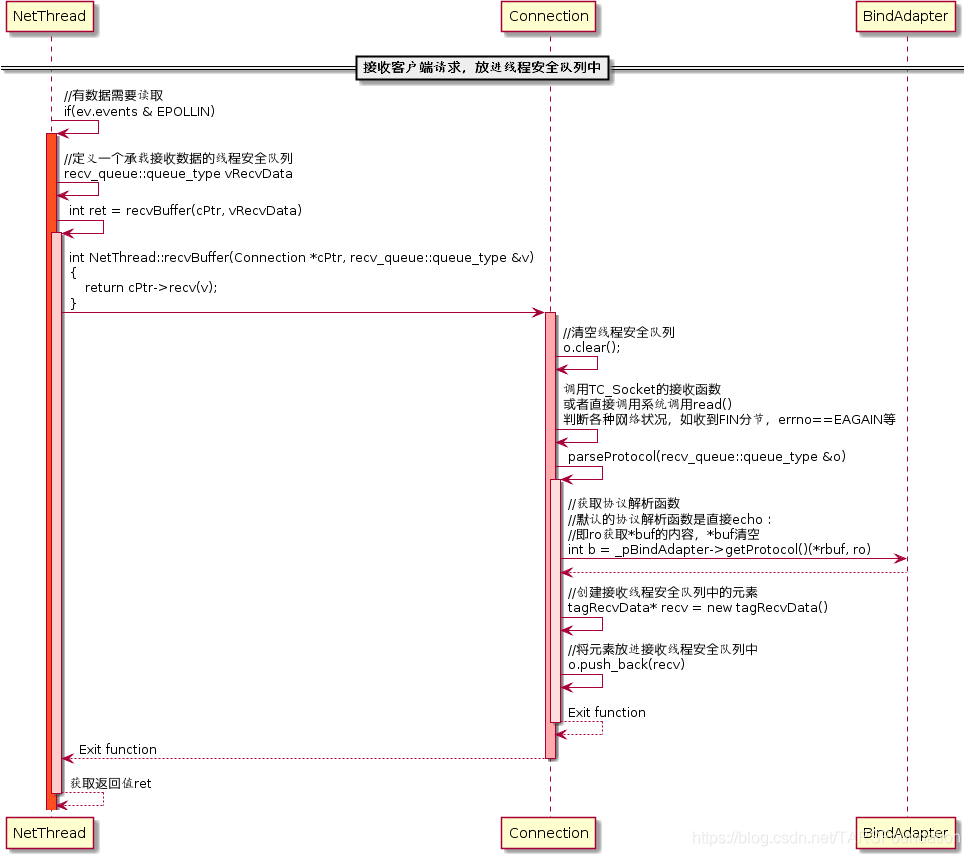 NetThread
Connection
BindAdapter
接收客户端请求，放进线程安全队列中
//有数据需要读取
if(ev.events & EPOLLIN)
//定义一个承载接收数据的线程安全队列
recv_queue::queue_type vRecvData
int ret = recvBuffer(cPtr, vRecvData)
int NetThread::recvBuffer(Connection *cPtr, recv_queue::queue_type &v)
{
return cPtr->recv(v);
}
//清空线程安全队列
o.clear();
调用TC_Socket的接收函数
或者直接调用系统调用read()
判断各种网络状况，如收到FIN分节，errno==EAGAIN等
parseProtocol(recv_queue::queue_type &o)
//获取协议解析函数
//默认的协议解析函数是直接echo：
//即ro获取*buf的内容，*buf清空
int b = _pBindAdapter->getProtocol()(*rbuf, ro)
//创建接收线程安全队列中的元素
tagRecvData* recv = new tagRecvData()
//将元素放进接收线程安全队列中
o.push_back(recv)
Exit function
Exit function
获取返回值ret
NetThread
Connection
BindAdapter
https://blog.csdn.net/TARSFoundation